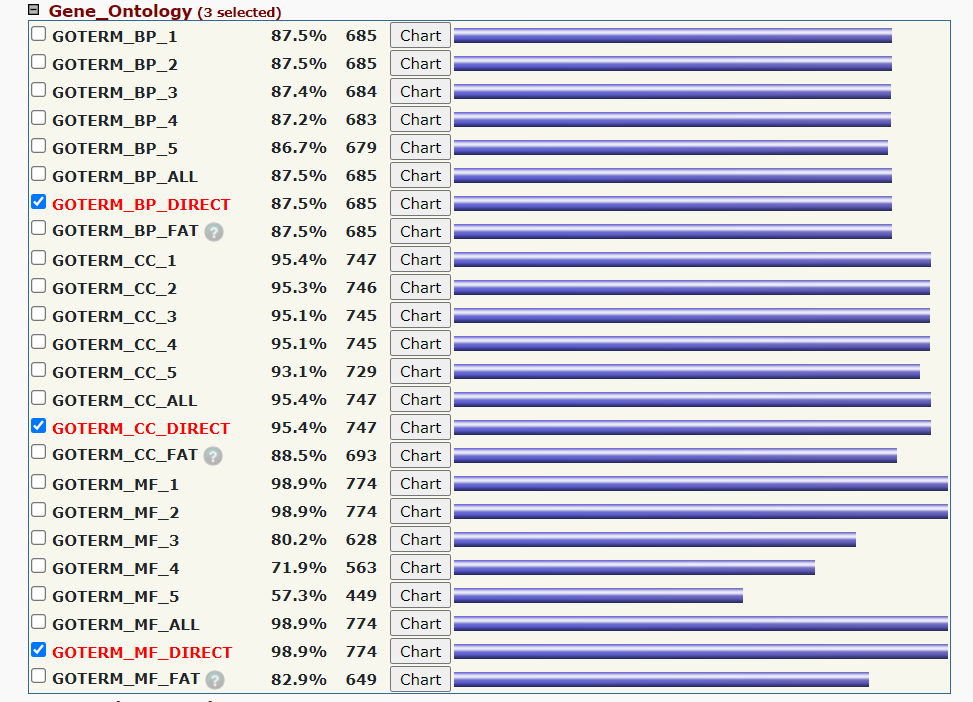 Gene_Ontology (3 selected)
GOTERM_BP_1 87.5% 685 Chart
GOTERM_BP_2 87.5% 685 Chart
GOTERM_BP_3 87.4% 684 Chart
GOTERM_BP_4 87.2% 683 Chart
GOTERM_BP_5 86.7% 679 Chart
GOTERM_BP_ALL 87.5% 685 Chart
GOTERM_BP_DIRECT 87.5% 685 Chart
GOTERM_BP_FAT ? 87.5% 685 Chart
GOTERM_CC_1 95.4% 747 Chart
GOTERM_CC_2 95.3% 746 Chart
GOTERM_CC_3 95.1% 745 Chart
GOTERM_CC_4 95.1% 745 Chart
GOTERM_CC_5 93.1% 729 Chart
GOTERM_CC_ALL 95.4% 747 Chart
GOTERM_CC_DIRECT 95.4% 747 Chart
GOTERM_CC_FAT ? 88.5% 693 Chart
GOTERM_MF_1 98.9% 774 Chart
GOTERM_MF_2 98.9% 774 Chart
GOTERM_MF_3 80.2% 628 Chart
GOTERM_MF_4 71.9% 563 Chart
GOTERM_MF_5 57.3% 449 Chart
GOTERM_MF_ALL 98.9% 774 Chart
GOTERM_MF_DIRECT 98.9% 774 Chart
GOTERM_MF_FAT ? 82.9% 649 Chart